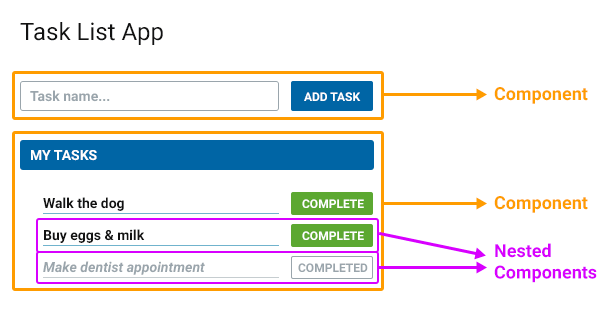 Task List App
Task name... ADD TASK
Component
MY TASKS
Walk the dog COMPLETE
Component
Buy eggs & milk COMPLETE
Make dentist appointment COMPLETED
Nested
Components